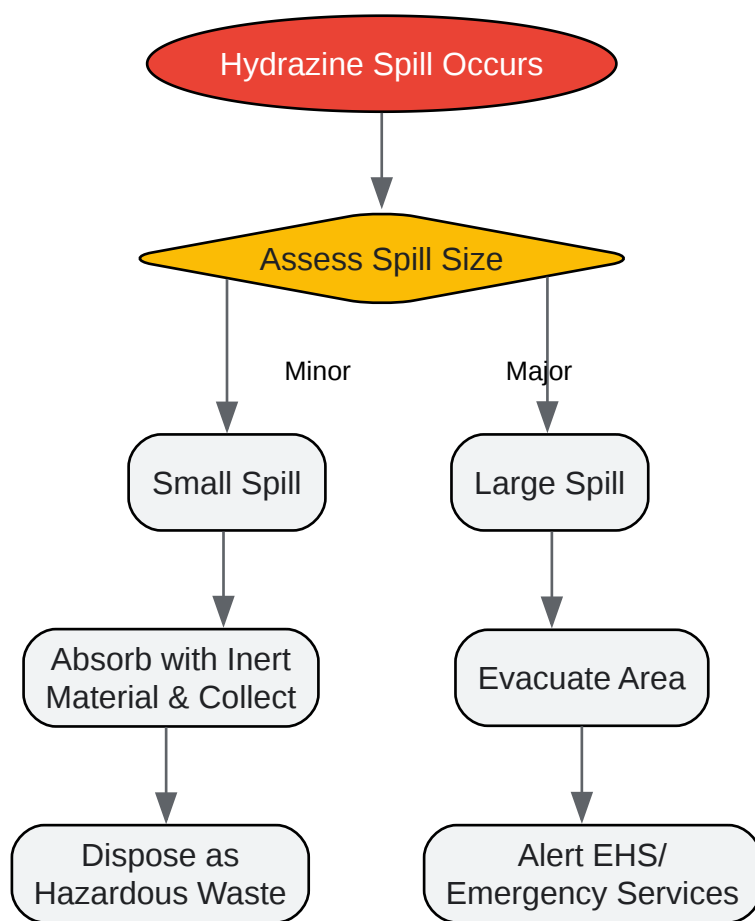 Hydrazine Spill Occurs
Assess Spill Size
Minor
Major
Small Spill
Large Spill
Absorb with Inert
Material & Collect
Evacuate Area
Dispose as
Hazardous Waste
Alert EHS/
Emergency Services